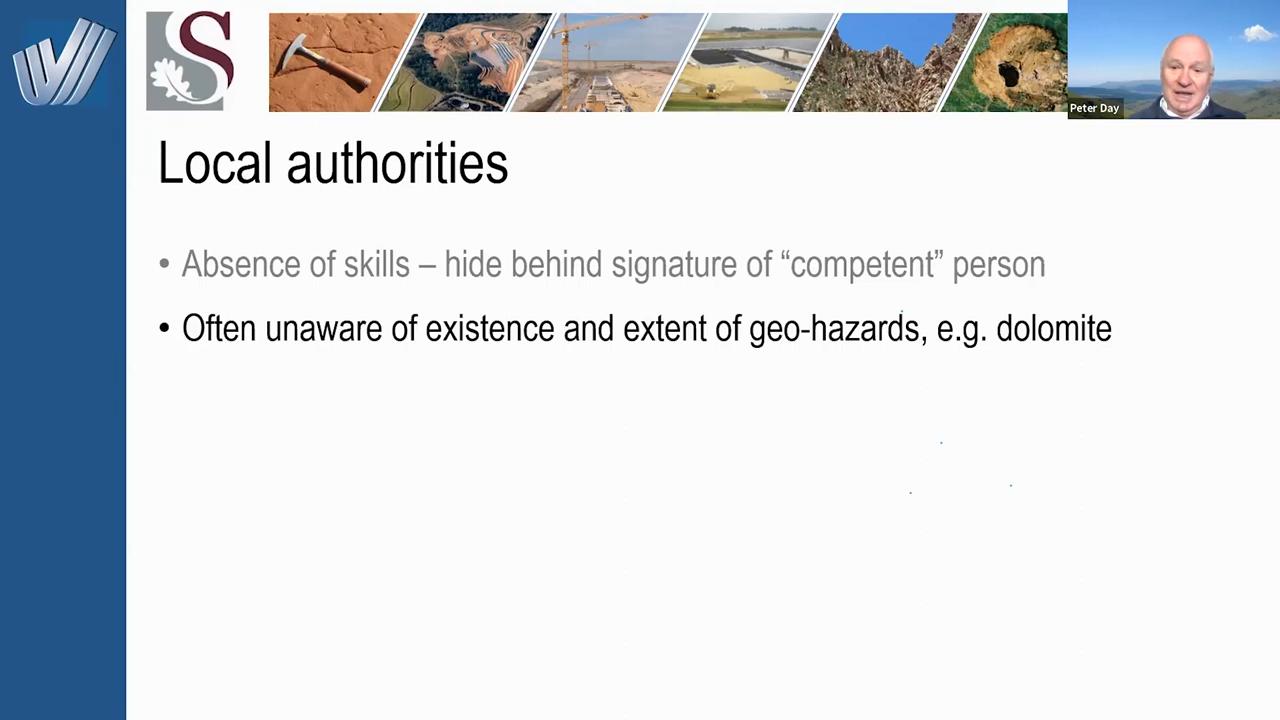 S
Peter Day
Local authorities
• Absence of skills – hide behind signature of “competent” person
• Often unaware of existence and extent of geo-hazards, e.g. dolomite